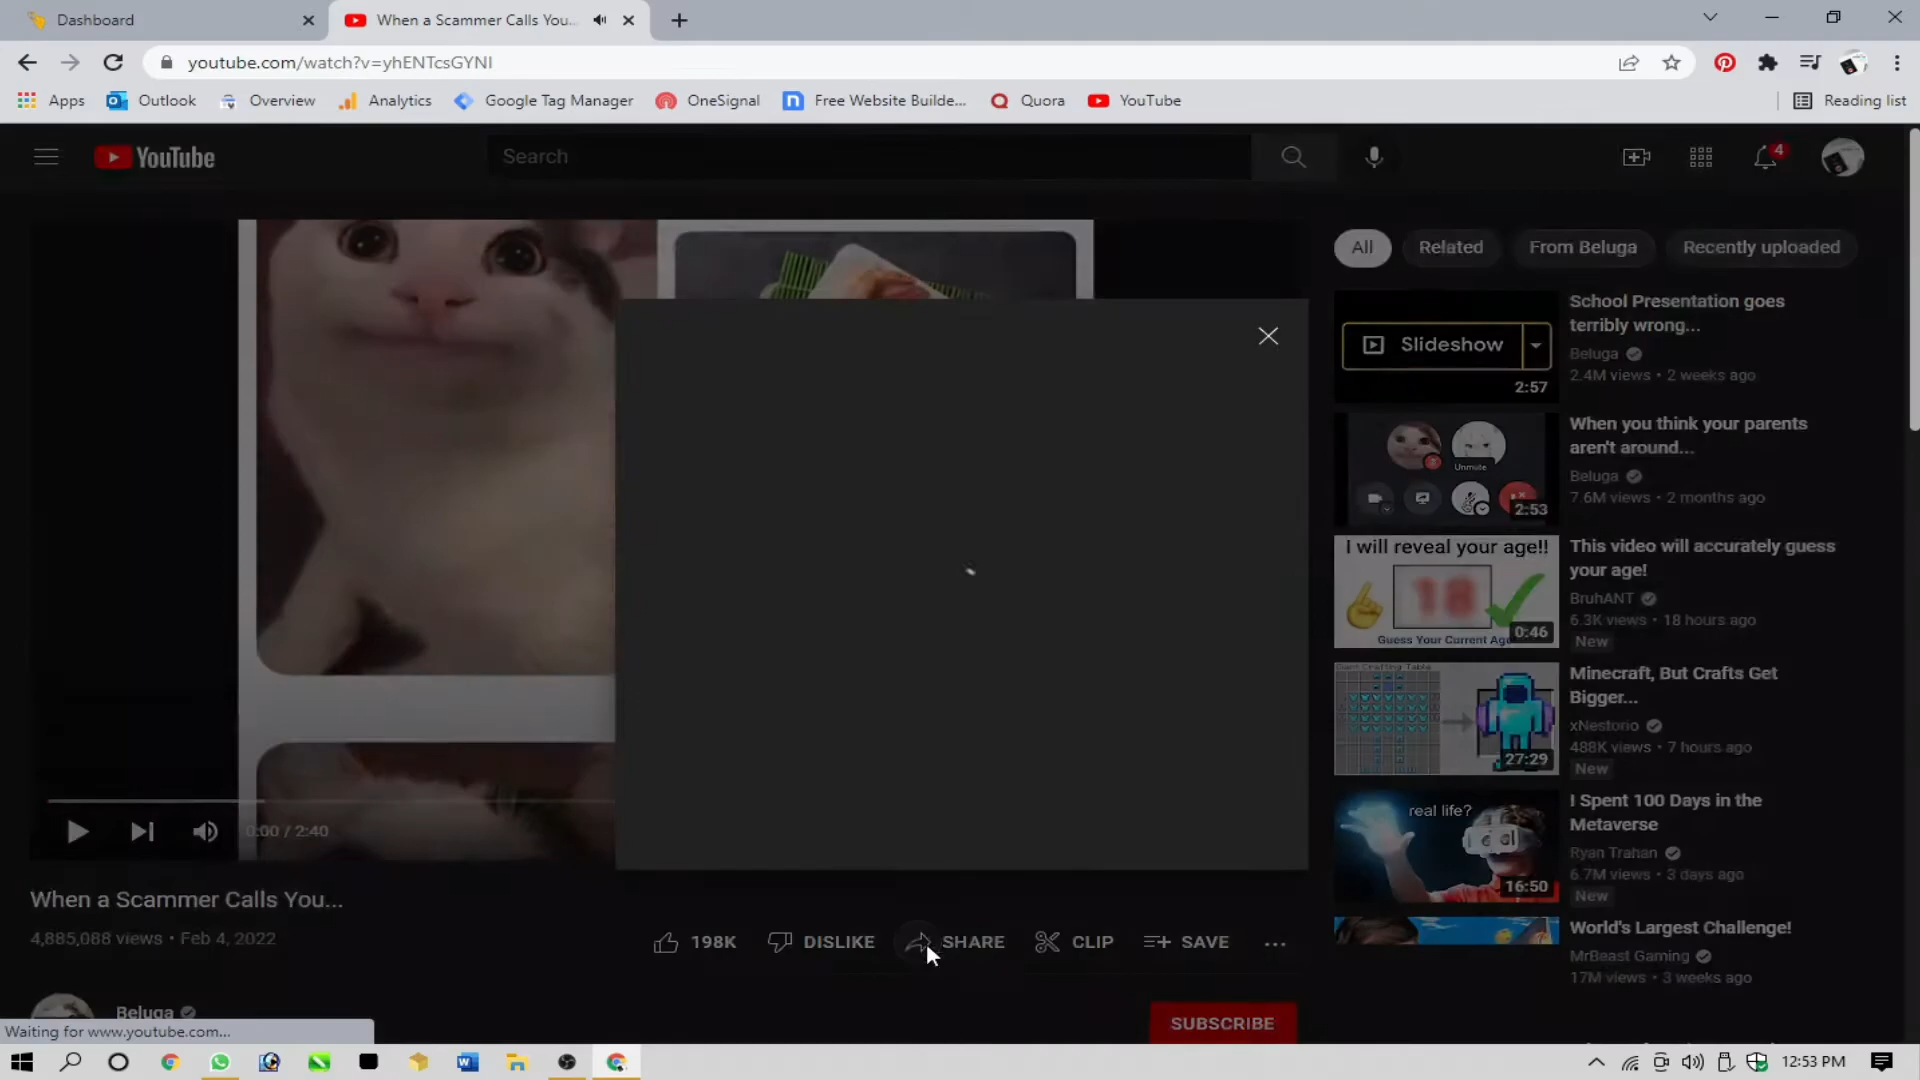 Dashboard
When a Scammer Calls You...
youtube.com/watch?v=yhENTcsGYNI
Apps
Outlook
Overview
Analytics
Google Tag Manager
OneSignal
Free Website Builde...
Quora
YouTube
Reading list
YouTube
Search
4
All
Related
From Beluga
Recently uploaded
Slideshow
2:57
School Presentation goes
terribly wrong...
Beluga
2.4M views • 2 weeks ago
Unmute
2:53
When you think your parents
aren't around...
Beluga
7.6M views • 2 months ago
I will reveal your age!!
18
0:46
Guess Your Current Age
This video will accurately guess
your age!
BruhANT
6.3K views • 18 hours ago
New
Giant Crafting Table
27:29
Minecraft, But Crafts Get
Bigger...
xNestorio
488K views • 7 hours ago
New
real life?
16:50
I Spent 100 Days in the
Metaverse
Ryan Trahan
6.7M views • 3 days ago
New
World's Largest Challenge!
MrBeast Gaming
17M views • 3 weeks ago
0:00 / 2:40
When a Scammer Calls You...
4,885,088 views • Feb 4, 2022
198K
DISLIKE
SHARE
CLIP
SAVE
Beluga
SUBSCRIBE
Waiting for www.youtube.com...
12:53 PM